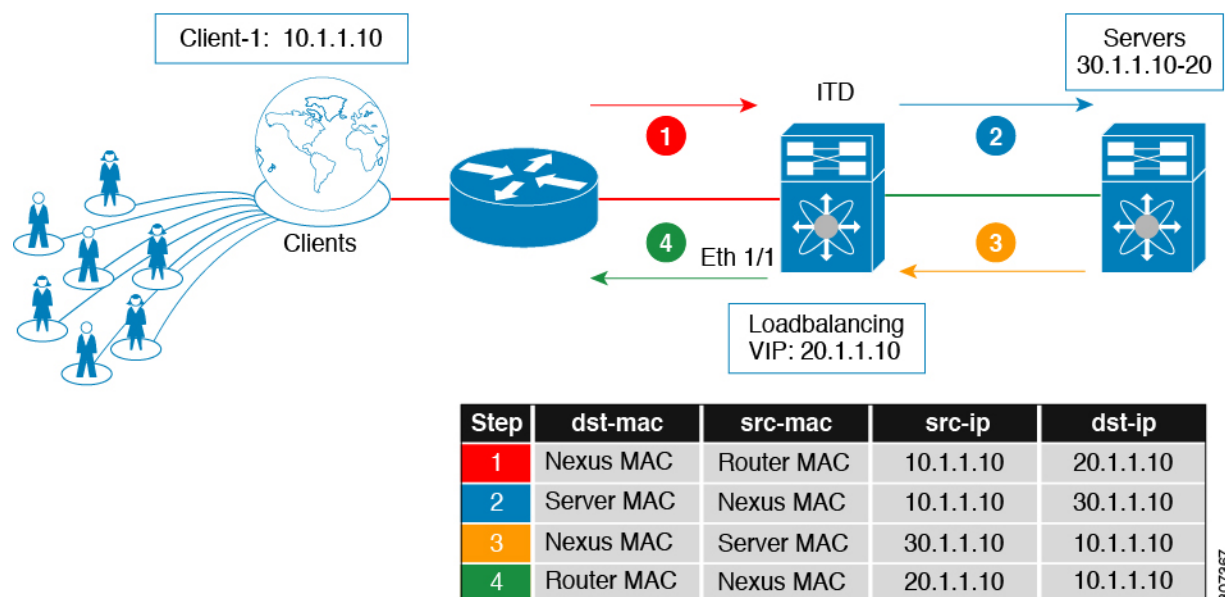 Client-1: 10.1.1.10
Servers
30.1.1.10-20
ITD
1
2
Clients
4
Eth 1/1
3
Loadbalancing
VIP: 20.1.1.10
Step dst-mac src-mac src-ip dst-ip
1 Nexus MAC Router MAC 10.1.1.10 20.1.1.10
2 Server MAC Nexus MAC 10.1.1.10 30.1.1.10
3 Nexus MAC Server MAC 30.1.1.10 10.1.1.10
4 Router MAC Nexus MAC 20.1.1.10 10.1.1.10